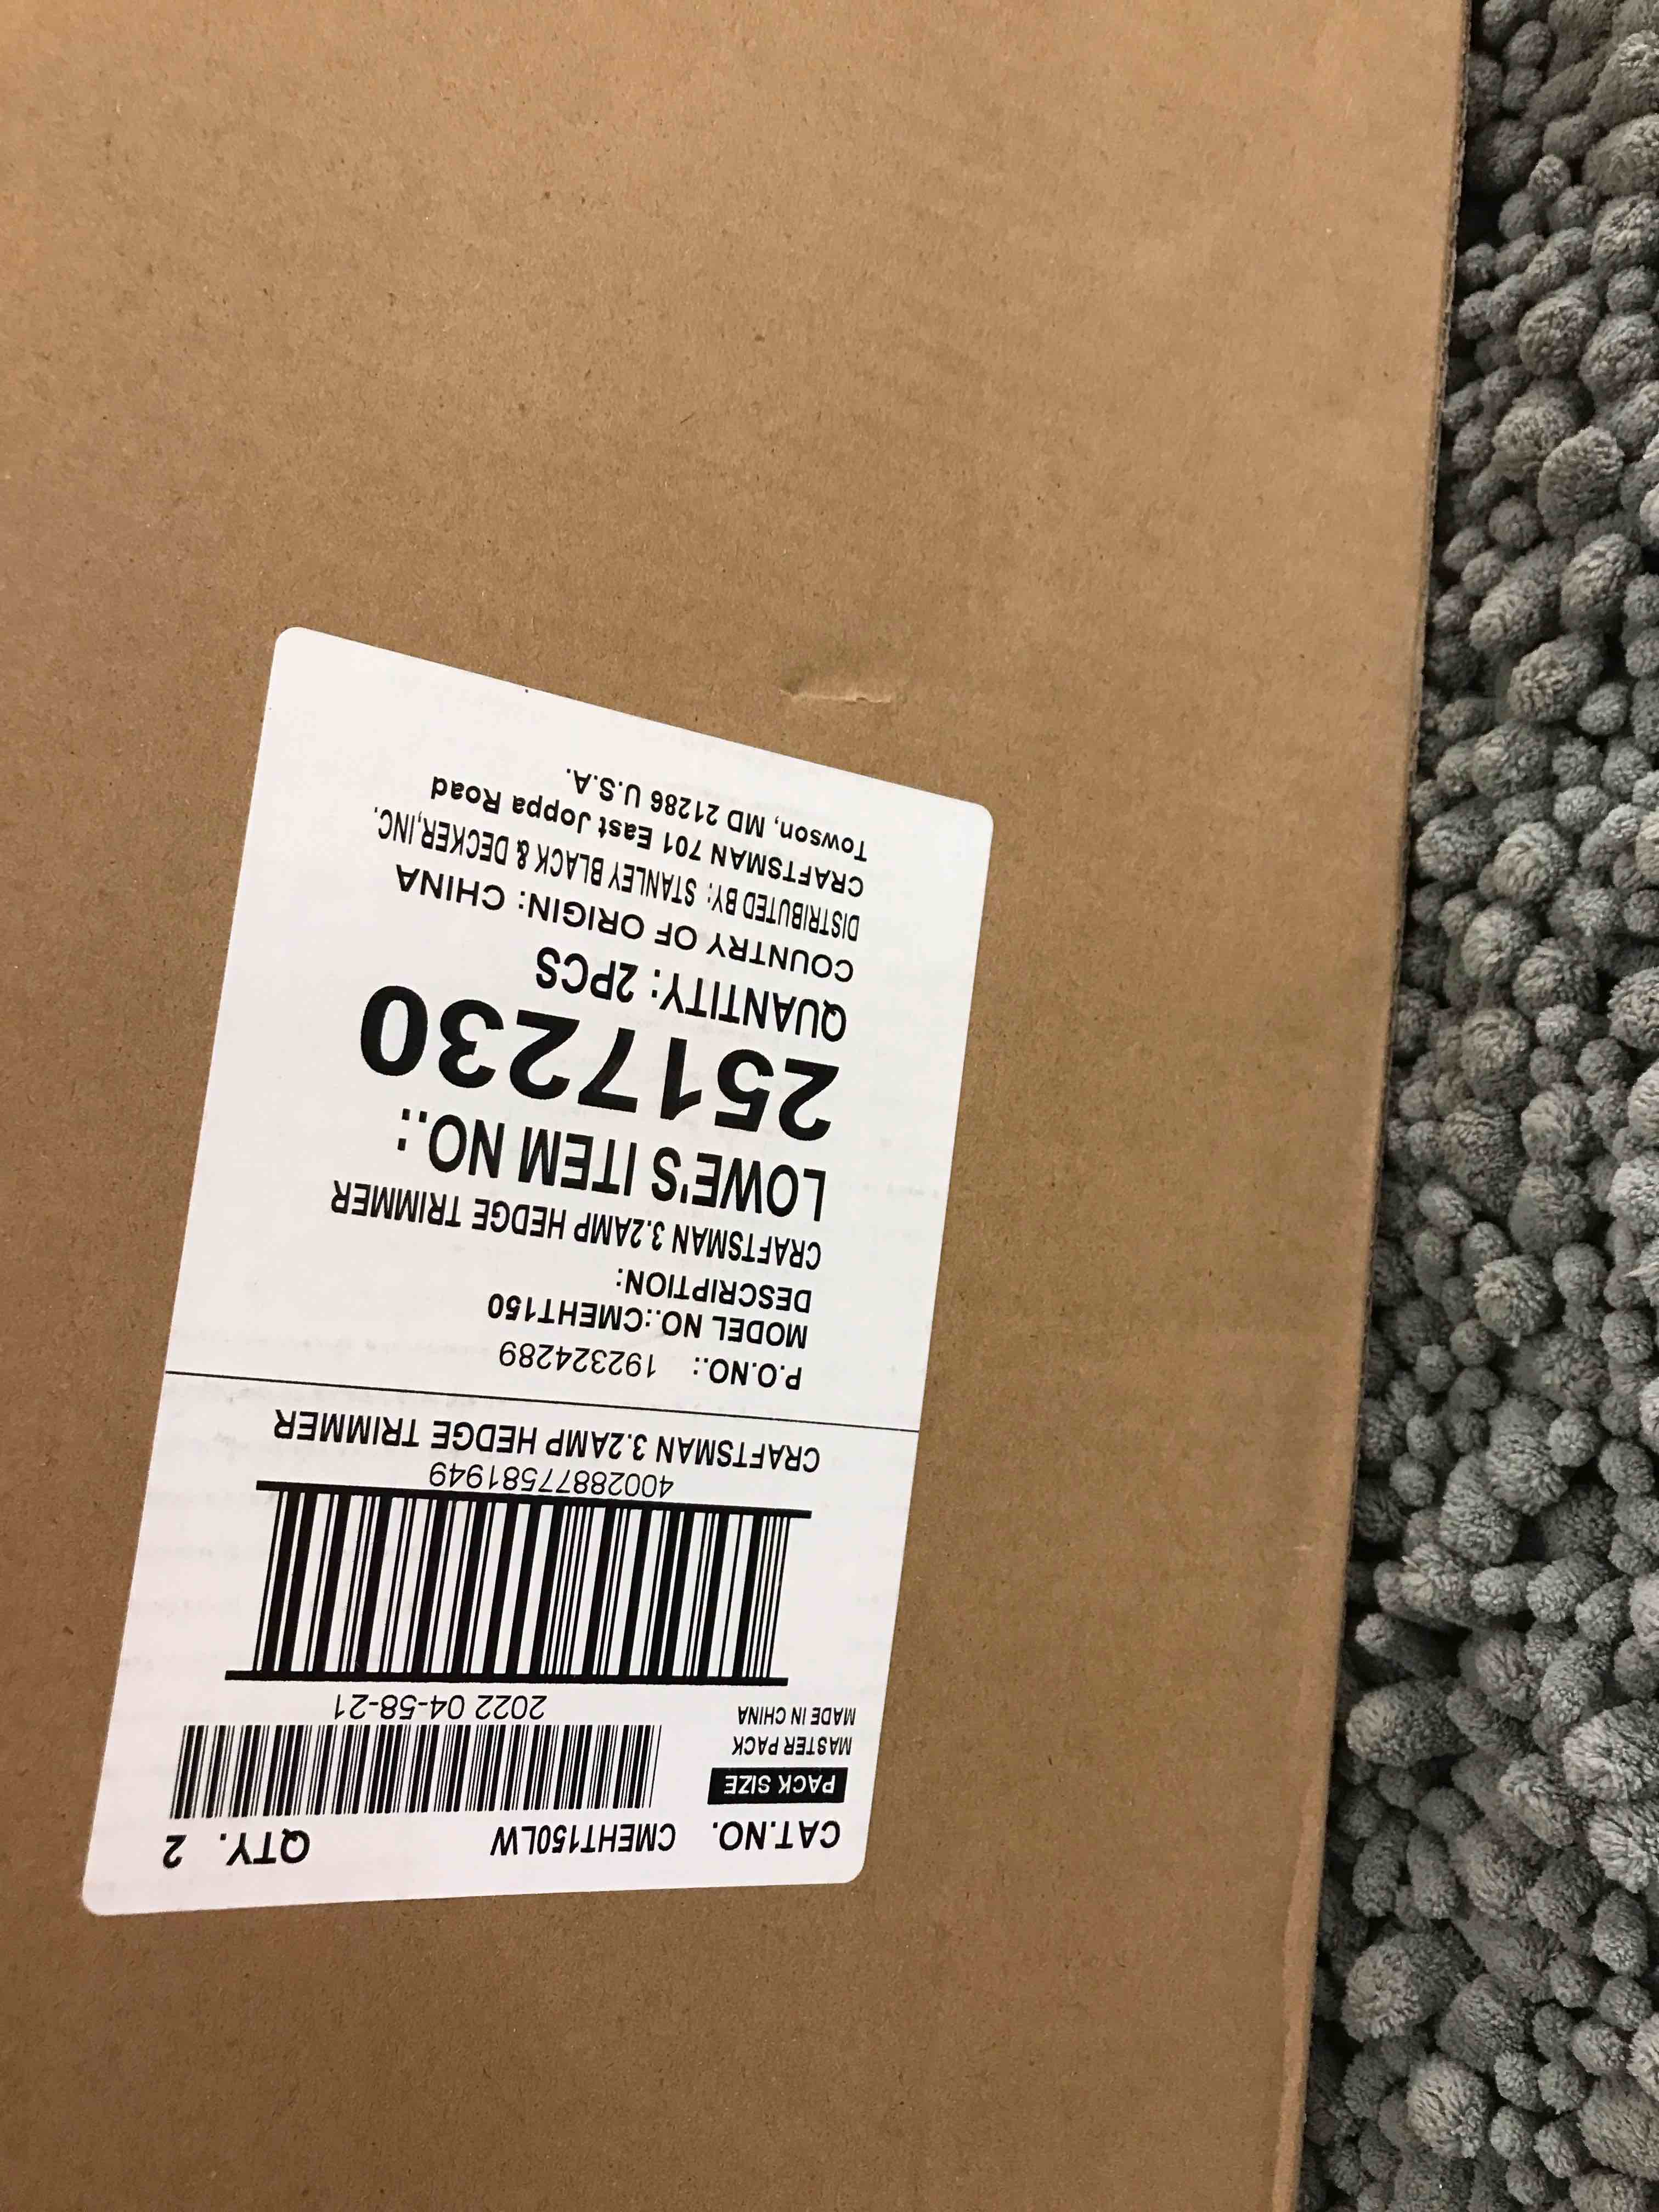 CAT.NO. CMEHT150LW QTY. 2
PACK SIZE
MASTER PACK
MADE IN CHINA
2022 04-58-21
40028877581949
CRAFTSMAN 3.2AMP HEDGE TRIMMER
P.O.NO.: 192324289
MODEL NO.:CMEHT150
DESCRIPTION:
CRAFTSMAN 3.2AMP HEDGE TRIMMER
LOWE'S ITEM NO.:
2517230
QUANTITY: 2PCS
COUNTRY OF ORIGIN: CHINA
DISTRIBUTED BY: STANLEY BLACK & DECKER,INC.
CRAFTSMAN 701 East Joppa Road
Towson, MD 21286 U.S.A.